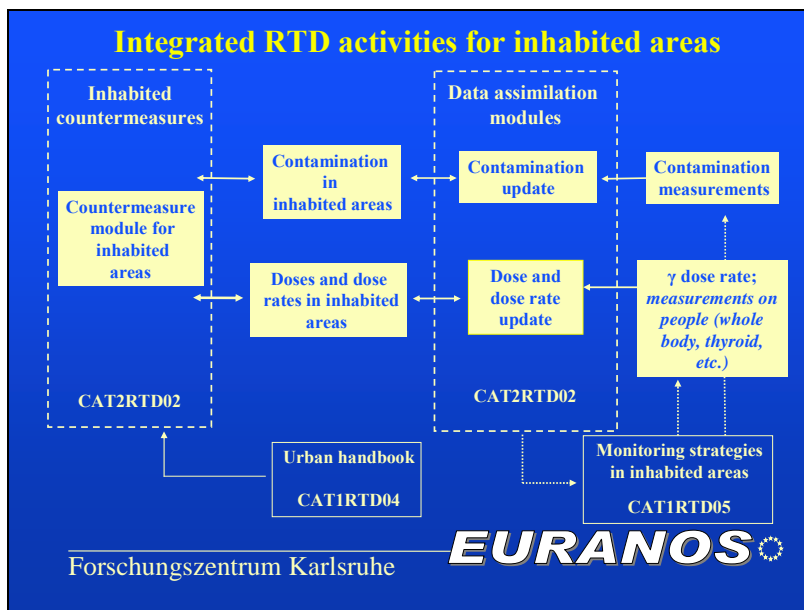 Integrated RTD activities for inhabited areas
Inhabited
countermeasures
Data assimilation
modules
Contamination
in
inhabited areas
Contamination
update
Contamination
measurements
Countermeasure
module for
inhabited
areas
Doses and dose
rates in inhabited
areas
Dose and
dose rate
update
γ dose rate;
measurements on
people (whole
body, thyroid,
etc.)
CAT2RTD02
CAT2RTD02
Urban handbook
CAT1RTD04
Monitoring strategies
in inhabited areas
CAT1RTD05
Forschungszentrum Karlsruhe
EURANOS